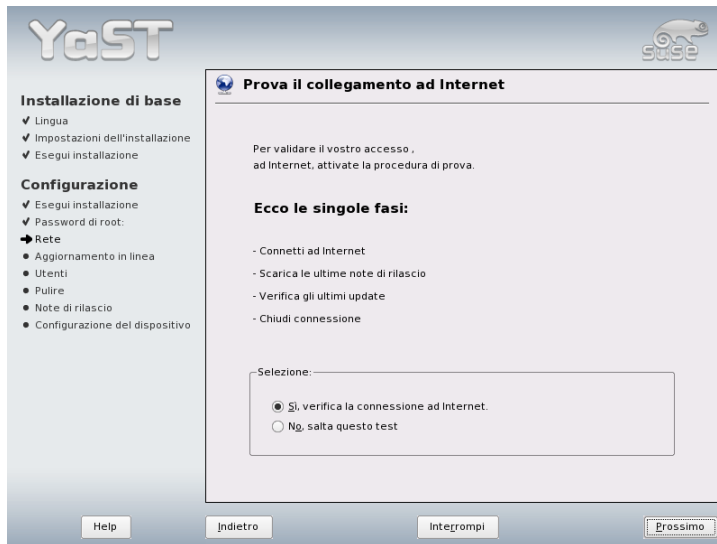 YaST
SUSE
Installazione di base
Lingua
Impostazioni dell'installazione
Esegui installazione
Configurazione
Esegui installazione
Password di root:
Rete
Aggiornamento in linea
Utenti
Pulire
Note di rilascio
Configurazione del dispositivo
Prova il collegamento ad Internet
Per validare il vostro accesso ,
ad Internet, attivate la procedura di prova.
Ecco le singole fasi:
- Connetti ad Internet
- Scarica le ultime note di rilascio
- Verifica gli ultimi update
- Chiudi connessione
Selezione:
Sì, verifica la connessione ad Internet.
No, salta questo test
Help
Indietro
Interrompi
Prossimo